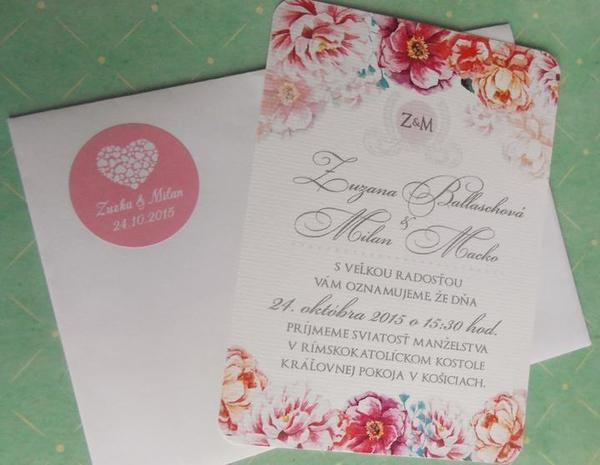 Zuzka & Milan
24.10.2015
Z&M
Zuzana Ballaschová
&
Milan Macko
S VEĽKOU RADOSŤOU
VÁM OZNAMUJEME, ŽE DŇA
24. októbra 2015 o 15:30 hod.
PRÍJMEME SVIATOSŤ MANŽELSTVA
V RÍMSKOKATOLÍCKOM KOSTOLE
KRÁĽOVNEJ POKOJA V KOŠICIACH.